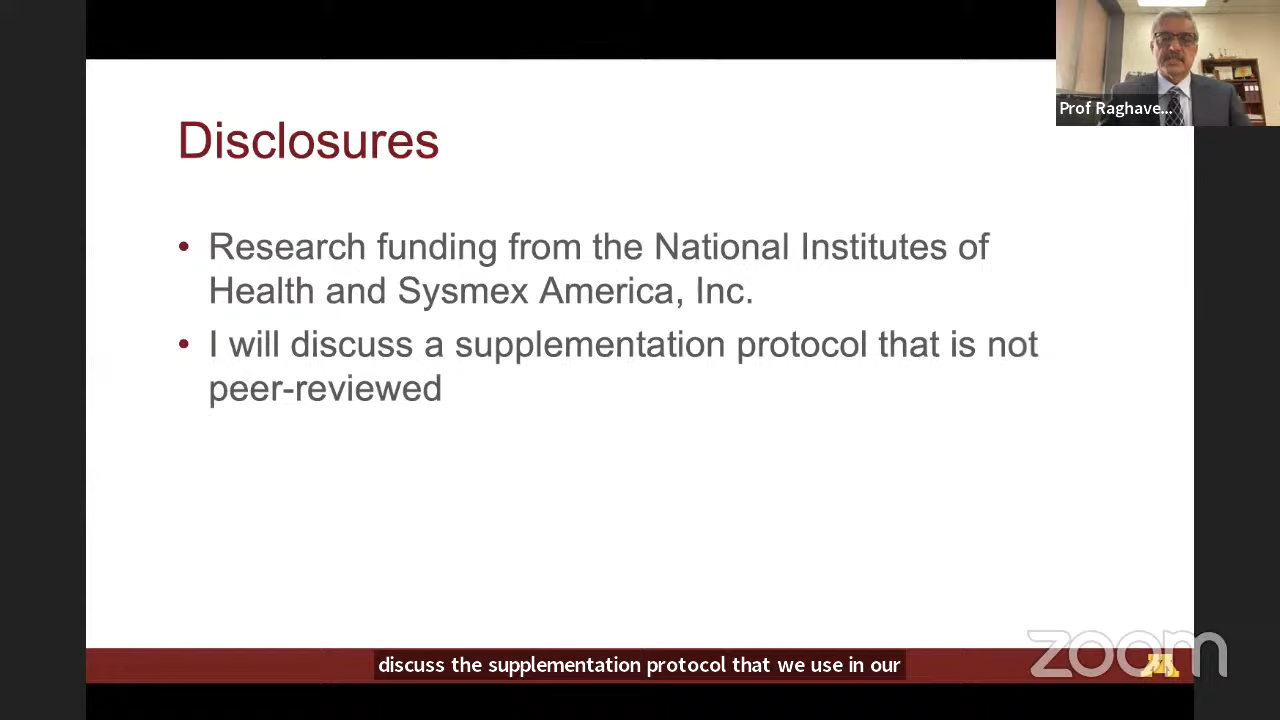 Prof Raghave...
Disclosures
• Research funding from the National Institutes of
Health and Sysmex America, Inc.
• I will discuss a supplementation protocol that is not
peer-reviewed
discuss the supplementation protocol that we use in our
zoom
M